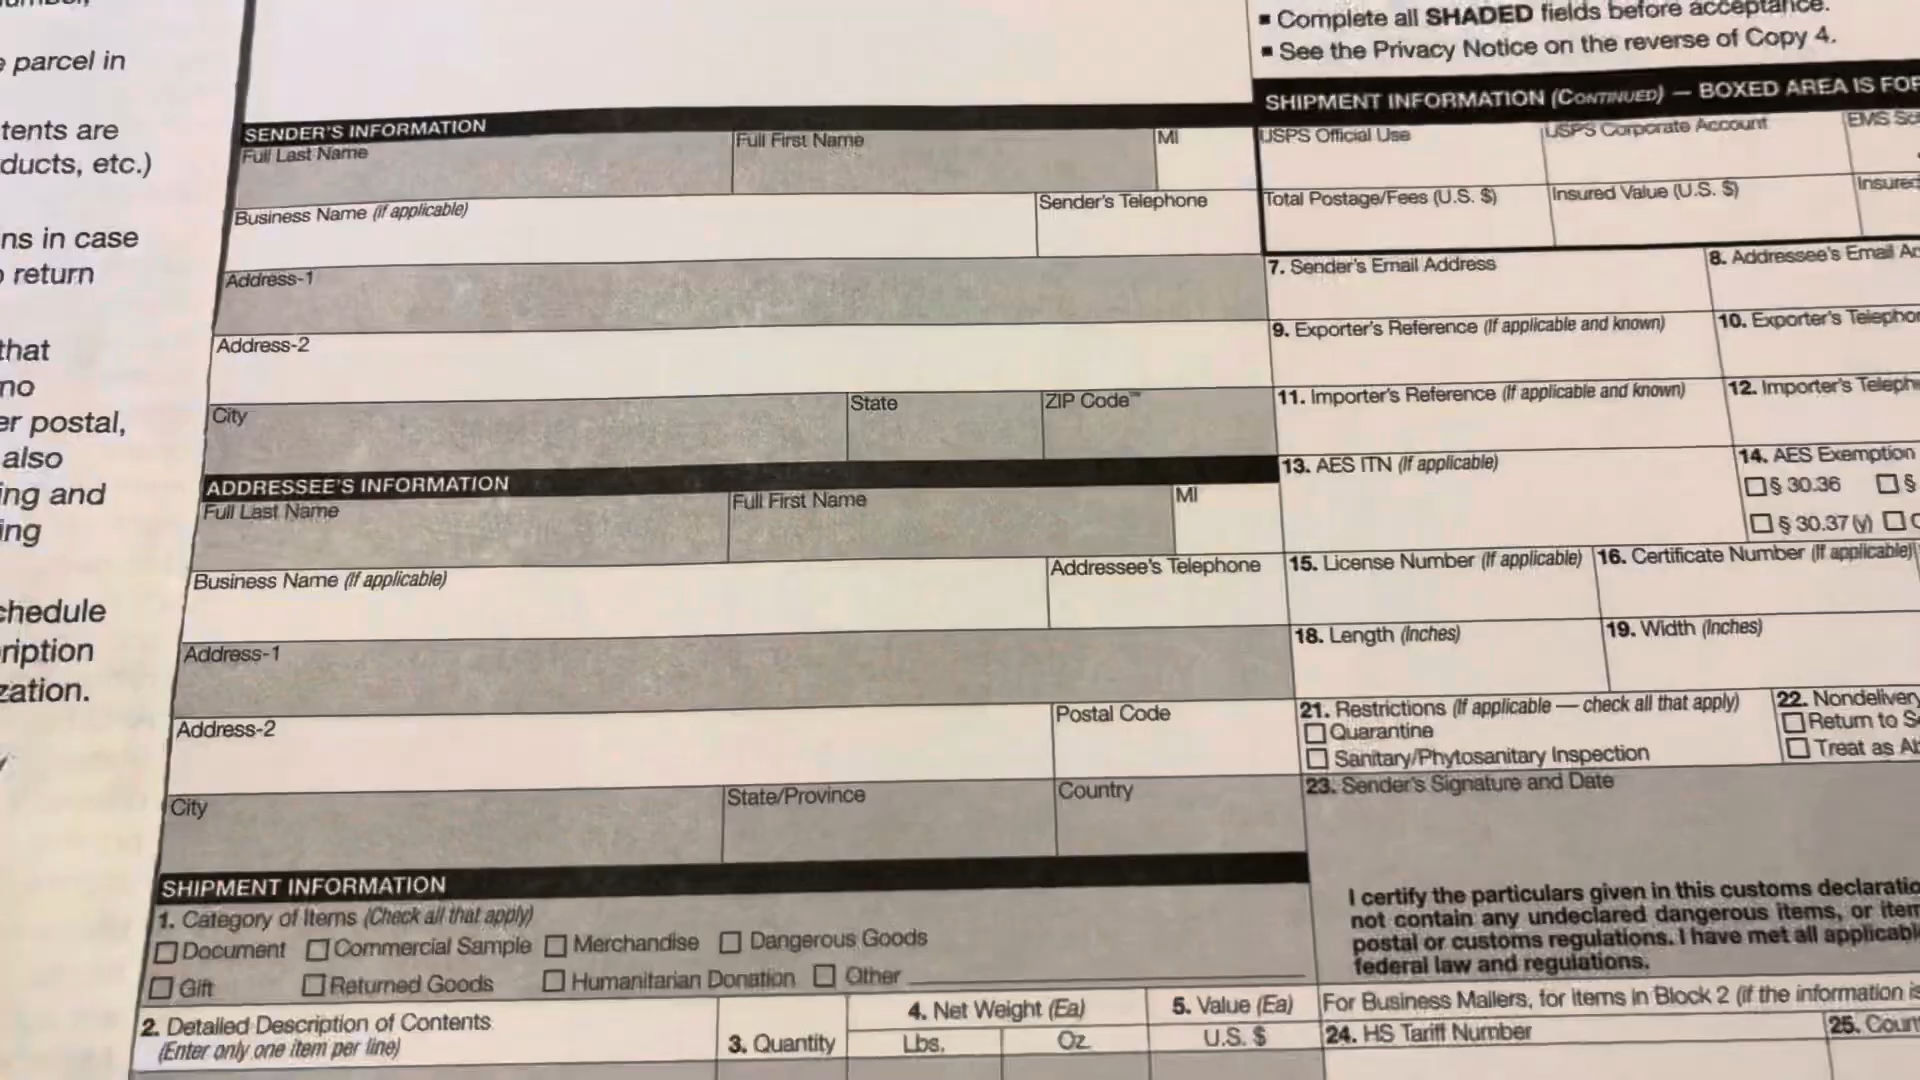 parcel in
tents are
ducts, etc.)
ns in case
return
that
no
er postal,
also
ing and
ing
chedule
ription
zation.
■ Complete all SHADED fields before acceptance.
■ See the Privacy Notice on the reverse of Copy 4.
SENDER'S INFORMATION
Full Last Name Full First Name MI
Business Name (If applicable) Sender's Telephone
Address-1
Address-2
City State ZIP Code™
ADDRESSEE'S INFORMATION
Full Last Name Full First Name MI
Business Name (If applicable) Addressee's Telephone
Address-1
Address-2 Postal Code
City State/Province Country
SHIPMENT INFORMATION
1. Category of Items (Check all that apply)
Document Commercial Sample Merchandise Dangerous Goods
Gift Returned Goods Humanitarian Donation Other
2. Detailed Description of Contents
(Enter only one item per line)
3. Quantity
4. Net Weight (Ea)
Lbs. Oz.
5. Value (Ea)
U.S. $
SHIPMENT INFORMATION (CONTINUED) — BOXED AREA IS FOR
USPS Official Use USPS Corporate Account EMS
Total Postage/Fees (U.S. $) Insured Value (U.S. $) Insured
7. Sender's Email Address 8. Addressee's Email
9. Exporter's Reference (If applicable and known) 10. Exporter's Telepho
11. Importer's Reference (If applicable and known) 12. Importer's Teleph
13. AES ITN (If applicable) 14. AES Exemption
§ 30.36 §
§ 30.37 (y)
15. License Number (If applicable) 16. Certificate Number (If applicable)
18. Length (Inches) 19. Width (Inches)
21. Restrictions (If applicable — check all that apply) 22. Nondelivery
Quarantine Return to
Sanitary/Phytosanitary Inspection Treat as
23. Sender's Signature and Date
I certify the particulars given in this customs declaratio
not contain any undeclared dangerous items, or item
postal or customs regulations. I have met all applicabl
federal law and regulations.
For Business Mailers, for Items in Block 2 (if the information is
24. HS Tariff Number 25. Count